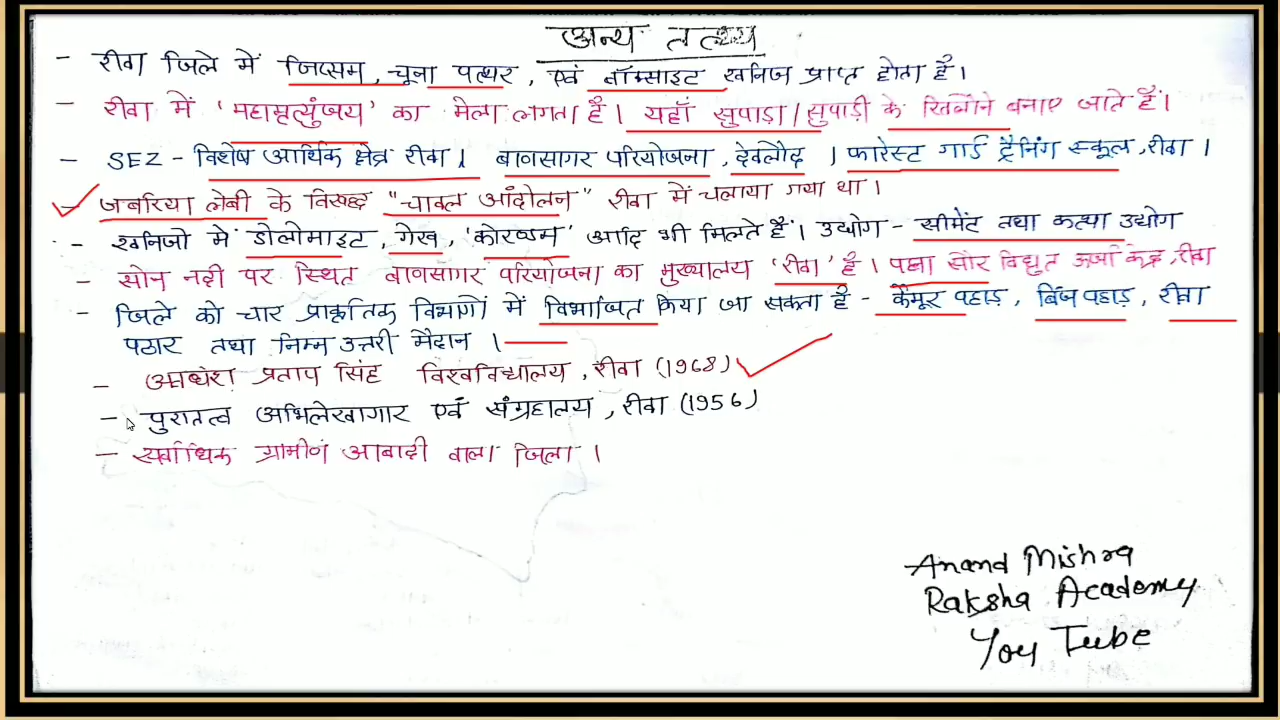 अन्य तथ्य
- रीवा जिले में जिप्सम, चूना पत्थर, एवं बॉक्साइट खनिज प्राप्त होता है।
- रीवा में 'महामृत्युंजय' का मेला लगता है। यहाँ सुपाड़ा/सुपाड़ी के खिलौने बनाए जाते हैं।
- SEZ - विशेष आर्थिक क्षेत्र रीवा। बाणसागर परियोजना, देवलौंद। फारेस्ट गार्ड ट्रैनिंग स्कूल, रीवा।
- जबरिया लेवी के विरुद्ध "चावल आंदोलन" रीवा में चलाया गया था।
- खनिजो में डोलोमाइट, गेरू, 'कोरण्डम' आदि भी मिलते हैं। उद्योग - सीमेंट तथा कत्था उद्योग
- सोन नदी पर स्थित बाणसागर परियोजना का मुख्यालय 'रीवा' है। सौर विद्युत ऊर्जा केन्द्र, रीवा
- जिले को चार प्राकृतिक विभागों में विभाजित किया जा सकता है - कैमूर पहाड़, बिंज पहाड़, रीवा
पठार तथा निम्न उत्तरी मैदान।
- अवधेश प्रताप सिंह विश्वविद्यालय, रीवा (1968)
- पुरातत्व अभिलेखागार एवं संग्रहालय, रीवा (1956)
- सर्वाधिक ग्रामीण आबादी वाला जिला।
Anand Mishra
Raksha Academy
You Tube